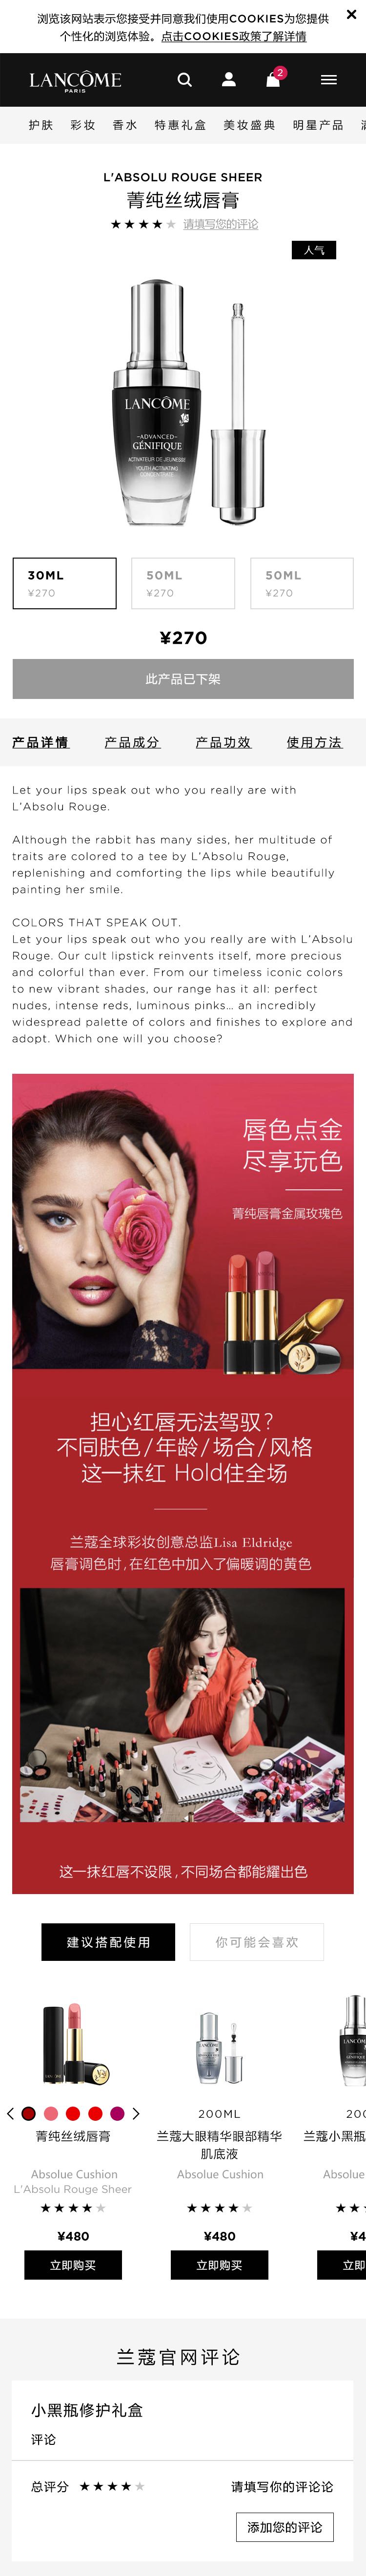 浏览该网站表示您接受并同意我们使用COOKIES为您提供
个性化的浏览体验。点击COOKIES政策了解详情
LANCÔME
PARIS
2
护肤 彩妆 香水 特惠礼盒 美妆盛典 明星产品
L'ABSOLU ROUGE SHEER
菁纯丝绒唇膏
请填写您的评论
人气
LANCÔME
ADVANCED
GÉNIFIQUE
ACTIVATEUR DE JEUNESSE
YOUTH ACTIVATING
CONCENTRATE
30ML 50ML 50ML
¥270 ¥270 ¥270
¥270
此产品已下架
产品详情 产品成分 产品功效 使用方法
Let your lips speak out who you really are with
L'Absolu Rouge.
Although the rabbit has many sides, her multitude of
traits are colored to a tee by L'Absolu Rouge,
replenishing and comforting the lips while beautifully
painting her smile.
COLORS THAT SPEAK OUT.
Let your lips speak out who you really are with L'Absolu
Rouge. Our cult lipstick reinvents itself, more precious
and colorful than ever. From our timeless iconic colors
to new vibrant shades, our range has it all: perfect
nudes, intense reds, luminous pinks... an incredibly
widespread palette of colors and finishes to explore and
adopt. Which one will you choose?
唇色点金
尽享玩色
菁纯唇膏金属玫瑰色
担心红唇无法驾驭?
不同肤色/年龄/场合/风格
这一抹红 Hold住全场
兰蔻全球彩妆创意总监Lisa Eldridge
唇膏调色时,在红色中加入了偏暖调的黄色
这一抹红唇不设限,不同场合都能耀出色
建议搭配使用 你可能会喜欢
200ML 200
菁纯丝绒唇膏 兰蔻大眼精华眼部精华 兰蔻小黑瓶
肌底液
Absolue Cushion Absolue Cushion Absolue
L'Absolu Rouge Sheer
¥480 ¥480 ¥4
立即购买 立即购买 立即
兰蔻官网评论
小黑瓶修护礼盒
评论
总评分 请填写你的评论论
添加您的评论